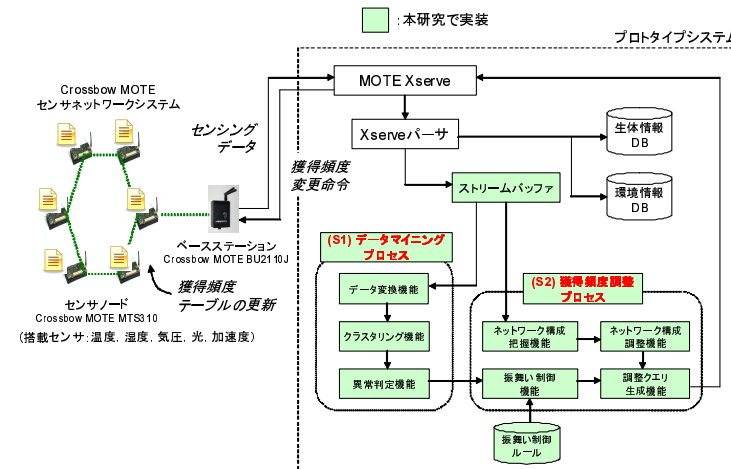 ：本研究で実装
プロトタイプシステム
Crossbow MOTE
センサネットワークシステム
センシング
データ
MOTE Xserve
Xserveパーサ
生体情報
DB
環境情報
DB
獲得頻度
変更命令
ストリームバッファ
ベースステーション
Crossbow MOTE BU2110J
獲得頻度
テーブルの更新
センサノード
Crossbow MOTE MTS310
（搭載センサ：温度，湿度，気圧，光，加速度）
(S1) データマイニング
プロセス
データ変換機能
クラスタリング機能
異常判定機能
(S2) 獲得頻度調整
プロセス
ネットワーク構成
把握機能
ネットワーク構成
調整機能
振舞い制御
機能
調整クエリ
生成機能
振舞い制御
ルール